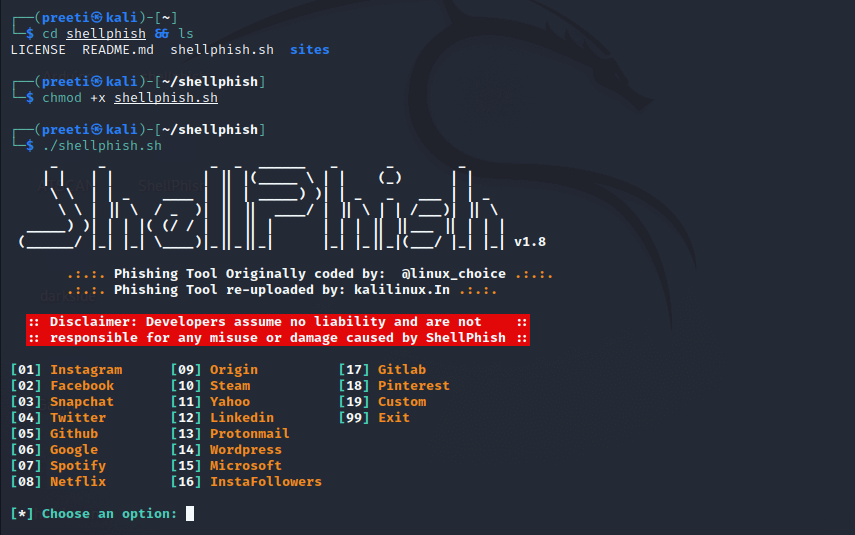 ┌──(preeti㉿kali)-[~]
└─$ cd shellphish && ls
LICENSE README.md shellphish.sh sites
┌──(preeti㉿kali)-[~/shellphish]
└─$ chmod +x shellphish.sh
┌──(preeti㉿kali)-[~/shellphish]
└─$ ./shellphish.sh
ShellPhish v1.8
.:.:. Phishing Tool Originally coded by: @linux_choice .:.:.
.:.:. Phishing Tool re-uploaded by: kalilinux.In .:.:.
:: Disclaimer: Developers assume no liability and are not ::
:: responsible for any misuse or damage caused by ShellPhish ::
[01] Instagram [09] Origin [17] Gitlab
[02] Facebook [10] Steam [18] Pinterest
[03] Snapchat [11] Yahoo [19] Custom
[04] Twitter [12] Linkedin [99] Exit
[05] Github [13] Protonmail
[06] Google [14] Wordpress
[07] Spotify [15] Microsoft
[08] Netflix [16] InstaFollowers
[*] Choose an option: